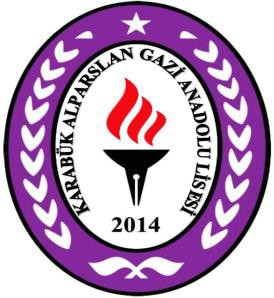 KARABÜK ALPARSLAN GAZİ ANADOLU LİSESİ
2014